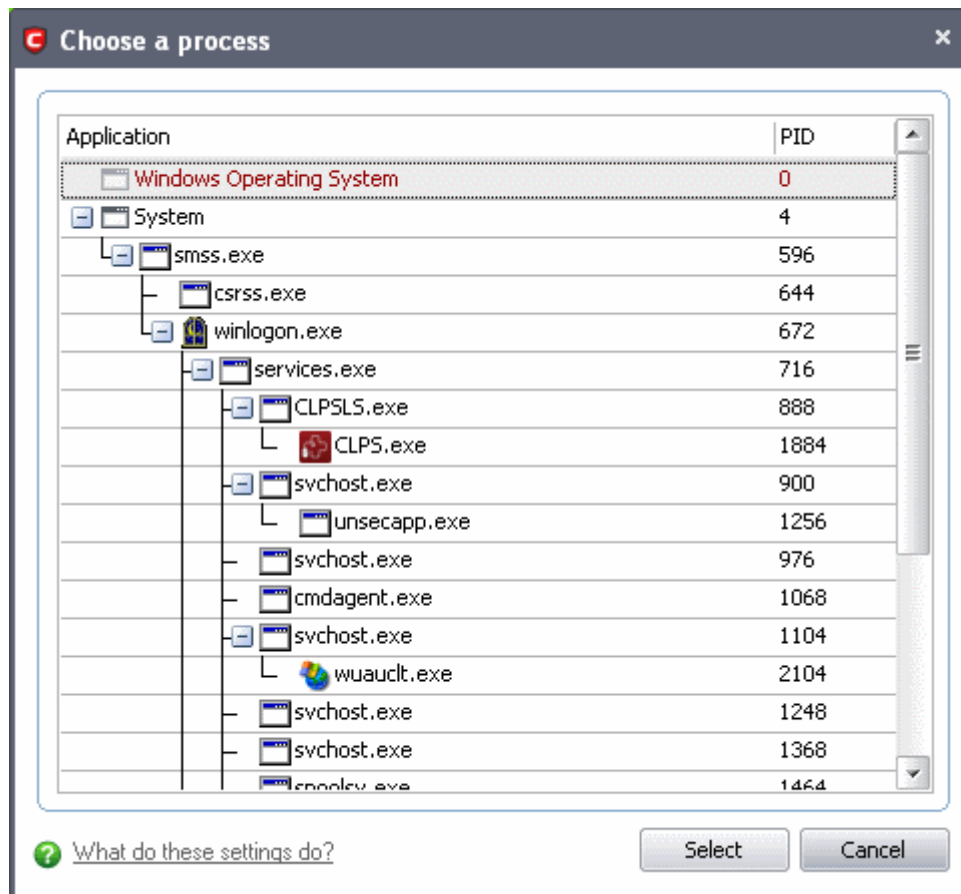 Choose a process
Application PID
Windows Operating System 0
System 4
smss.exe 596
csrss.exe 644
winlogon.exe 672
services.exe 716
CLPSLS.exe 888
CLPS.exe 1884
svchost.exe 900
unsecapp.exe 1256
svchost.exe 976
cmdagent.exe 1068
svchost.exe 1104
wuauclt.exe 2104
svchost.exe 1248
svchost.exe 1368
spoolsv.exe 1464
What do these settings do?
Select Cancel